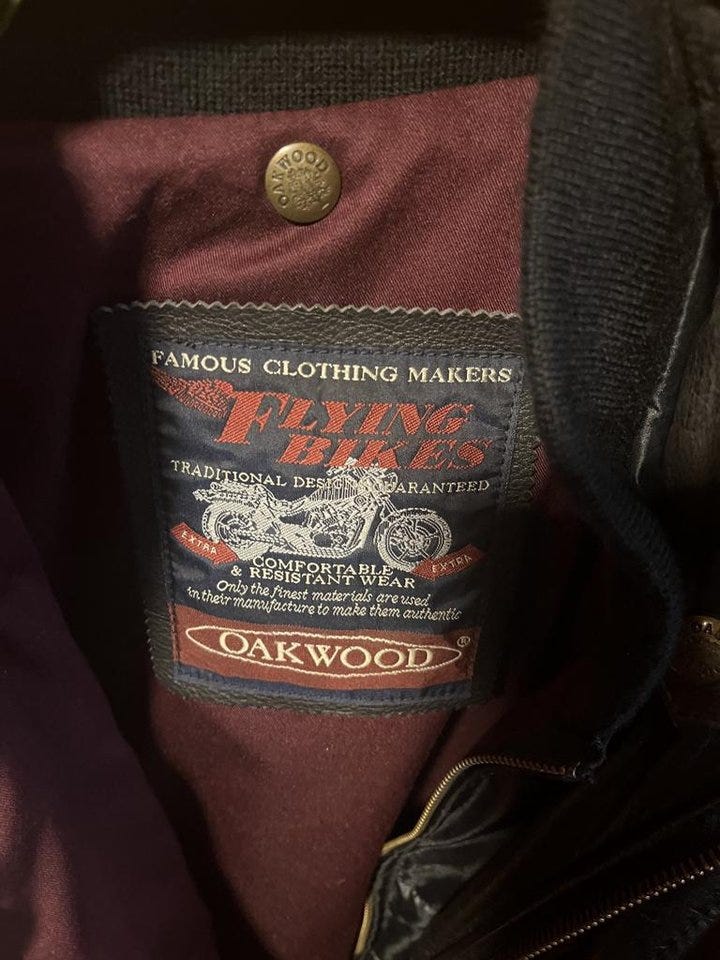 OAKWOOD
FAMOUS CLOTHING MAKERS
FLYING
BIKES
TRADITIONAL DESIGN GUARANTEED
EXTRA
EXTRA
COMFORTABLE
& RESISTANT WEAR
Only the finest materials are used
in their manufacture to make them authentic
OAKWOOD®